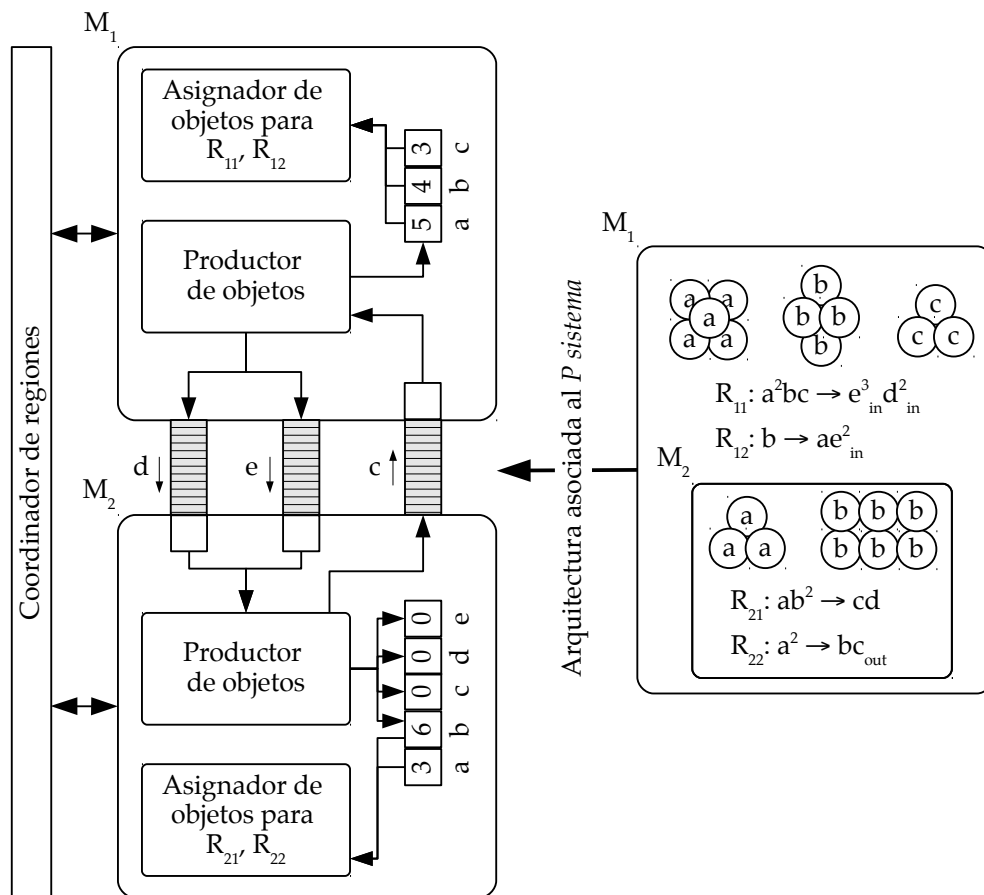 Coordinador de regiones
M1
Asignador de
objetos para
R11, R12
3 c
4 b
5 a
Productor
de objetos
d
e
c
M2
Productor
de objetos
0 e
0 d
0 c
6 b
3 a
Asignador de
objetos para
R21, R22
Arquitectura asociada al P sistema
M1
a a a a a
b b b b
c c c
R11: a²bc → e³in d²in
R12: b → ae²in
M2
a a a
b b b b b b
R21: ab² → cd
R22: a² → bcout